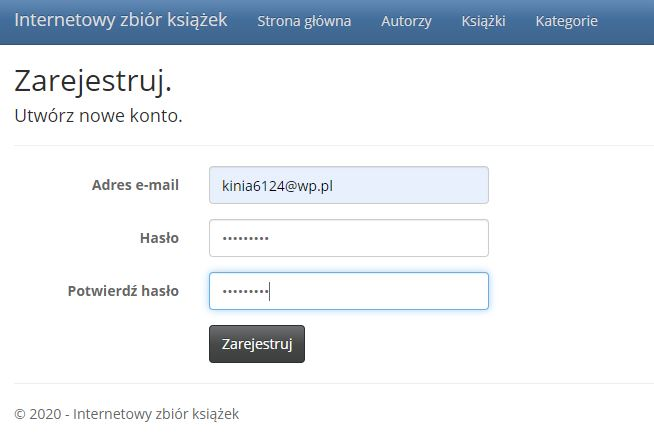 Internetowy zbiór książek Strona główna Autorzy Książki Kategorie
Zarejestruj.
Utwórz nowe konto.
Adres e-mail kinia6124@wp.pl
Hasło •••••••••
Potwierdź hasło •••••••••
Zarejestruj
© 2020 - Internetowy zbiór książek